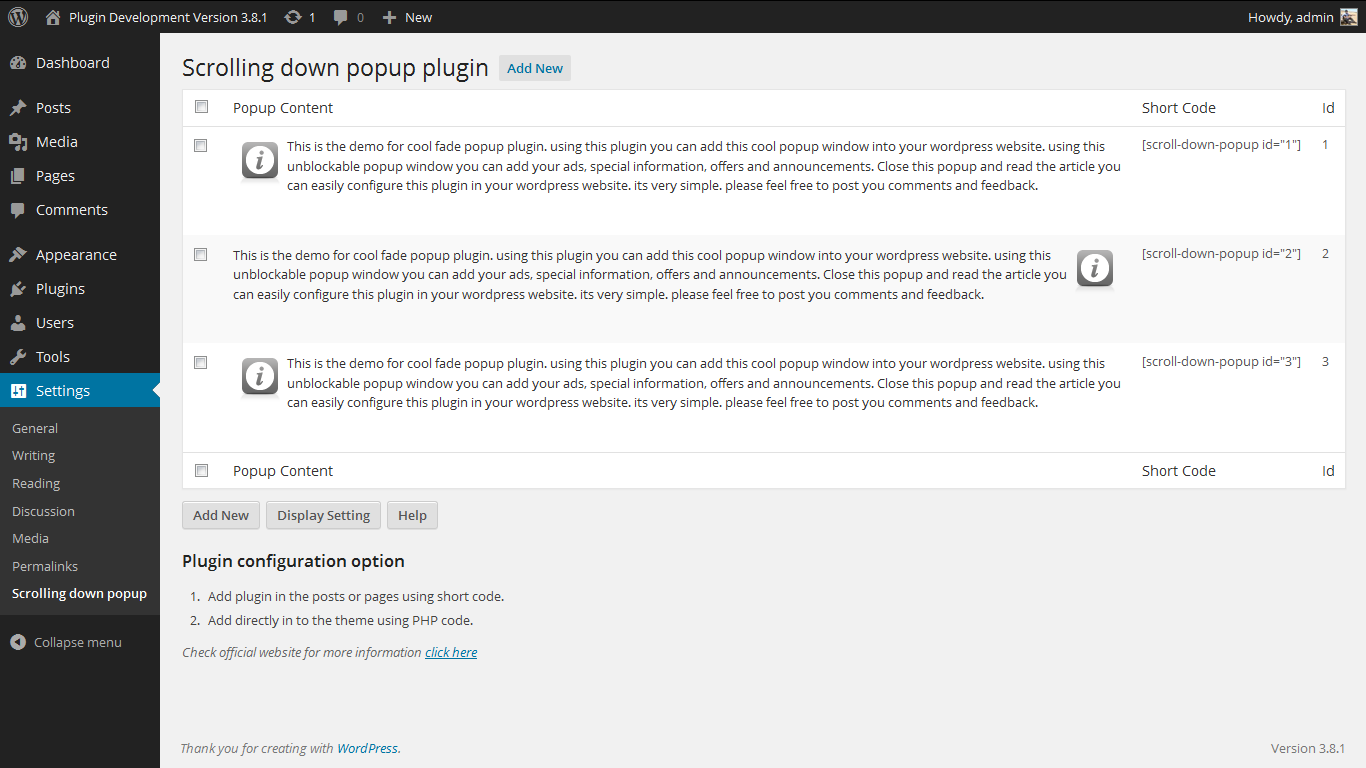 Plugin Development Version 3.8.1 1 0 New Howdy, admin
Dashboard
Posts
Media
Pages
Comments
Appearance
Plugins
Users
Tools
Settings
General
Writing
Reading
Discussion
Media
Permalinks
Scrolling down popup
Collapse menu
Scrolling down popup plugin Add New
Popup Content Short Code Id
This is the demo for cool fade popup plugin. using this plugin you can add this cool popup window into your wordpress website. using this [scroll-down-popup id="1"] 1
unblockable popup window you can add your ads, special information, offers and announcements. Close this popup and read the article you
can easily configure this plugin in your wordpress website. its very simple. please feel free to post you comments and feedback.
This is the demo for cool fade popup plugin. using this plugin you can add this cool popup window into your wordpress website. using this [scroll-down-popup id="2"] 2
unblockable popup window you can add your ads, special information, offers and announcements. Close this popup and read the article you
can easily configure this plugin in your wordpress website. its very simple. please feel free to post you comments and feedback.
This is the demo for cool fade popup plugin. using this plugin you can add this cool popup window into your wordpress website. using this [scroll-down-popup id="3"] 3
unblockable popup window you can add your ads, special information, offers and announcements. Close this popup and read the article you
can easily configure this plugin in your wordpress website. its very simple. please feel free to post you comments and feedback.
Popup Content Short Code Id
Add New Display Setting Help
Plugin configuration option
1. Add plugin in the posts or pages using short code.
2. Add directly in to the theme using PHP code.
Check official website for more information click here
Thank you for creating with WordPress. Version 3.8.1